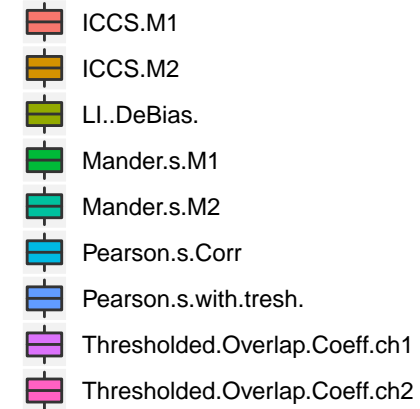 ICCS.M1
ICCS.M2
LI..DeBias.
Mander.s.M1
Mander.s.M2
Pearson.s.Corr
Pearson.s.with.tresh.
Thresholded.Overlap.Coeff.ch1
Thresholded.Overlap.Coeff.ch2